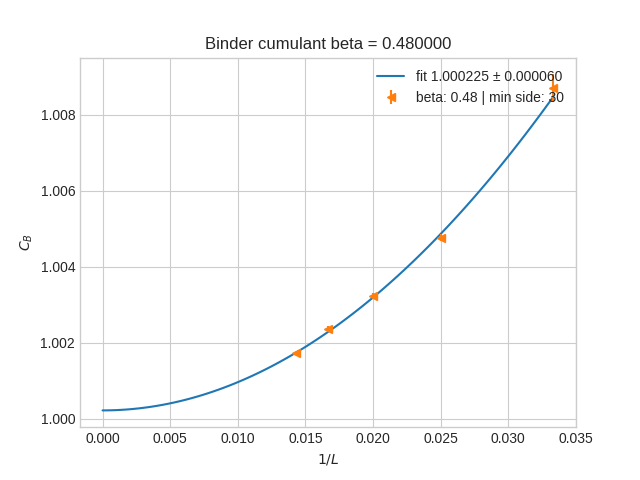 Binder cumulant beta = 0.480000
fit 1.000225 ± 0.000060
beta: 0.48 | min side: 30
1.008
1.006
1.004
1.002
1.000
C_B
0.000 0.005 0.010 0.015 0.020 0.025 0.030 0.035
1/L